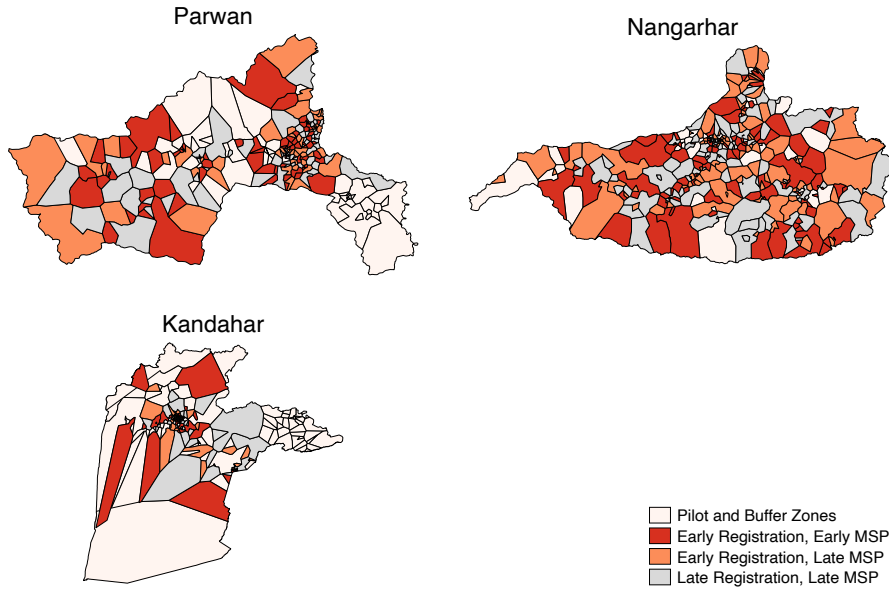 Parwan
Nangarhar
Kandahar
Pilot and Buffer Zones
Early Registration, Early MSP
Early Registration, Late MSP
Late Registration, Late MSP